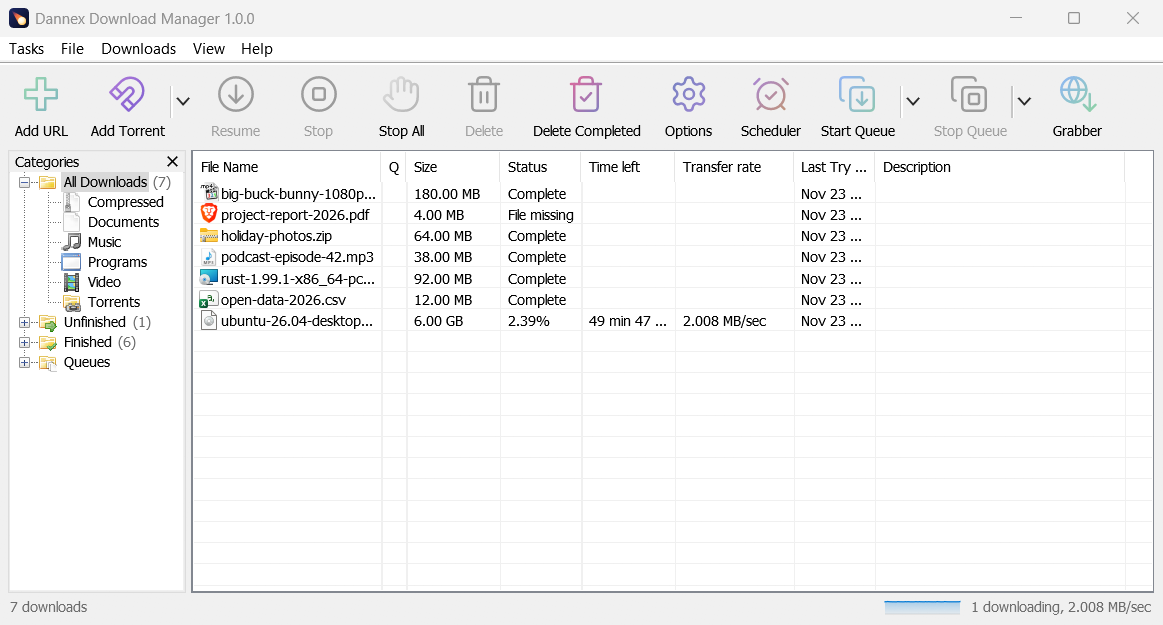 Dannex Download Manager 1.0.0
Tasks File Downloads View Help
Add URL Add Torrent Resume Stop Stop All Delete Delete Completed Options Scheduler Start Queue Stop Queue Grabber
Categories
All Downloads (7)
Compressed
Documents
Music
Programs
Video
Torrents
Unfinished (1)
Finished (6)
Queues
File Name Q Size Status Time left Transfer rate Last Try ... Description
big-buck-bunny-1080p... 180.00 MB Complete Nov 23 ...
project-report-2026.pdf 4.00 MB File missing Nov 23 ...
holiday-photos.zip 64.00 MB Complete Nov 23 ...
podcast-episode-42.mp3 38.00 MB Complete Nov 23 ...
rust-1.99.1-x86_64-pc... 92.00 MB Complete Nov 23 ...
open-data-2026.csv 12.00 MB Complete Nov 23 ...
ubuntu-26.04-desktop... 6.00 GB 2.39% 49 min 47 ... 2.008 MB/sec Nov 23 ...
7 downloads
1 downloading, 2.008 MB/sec